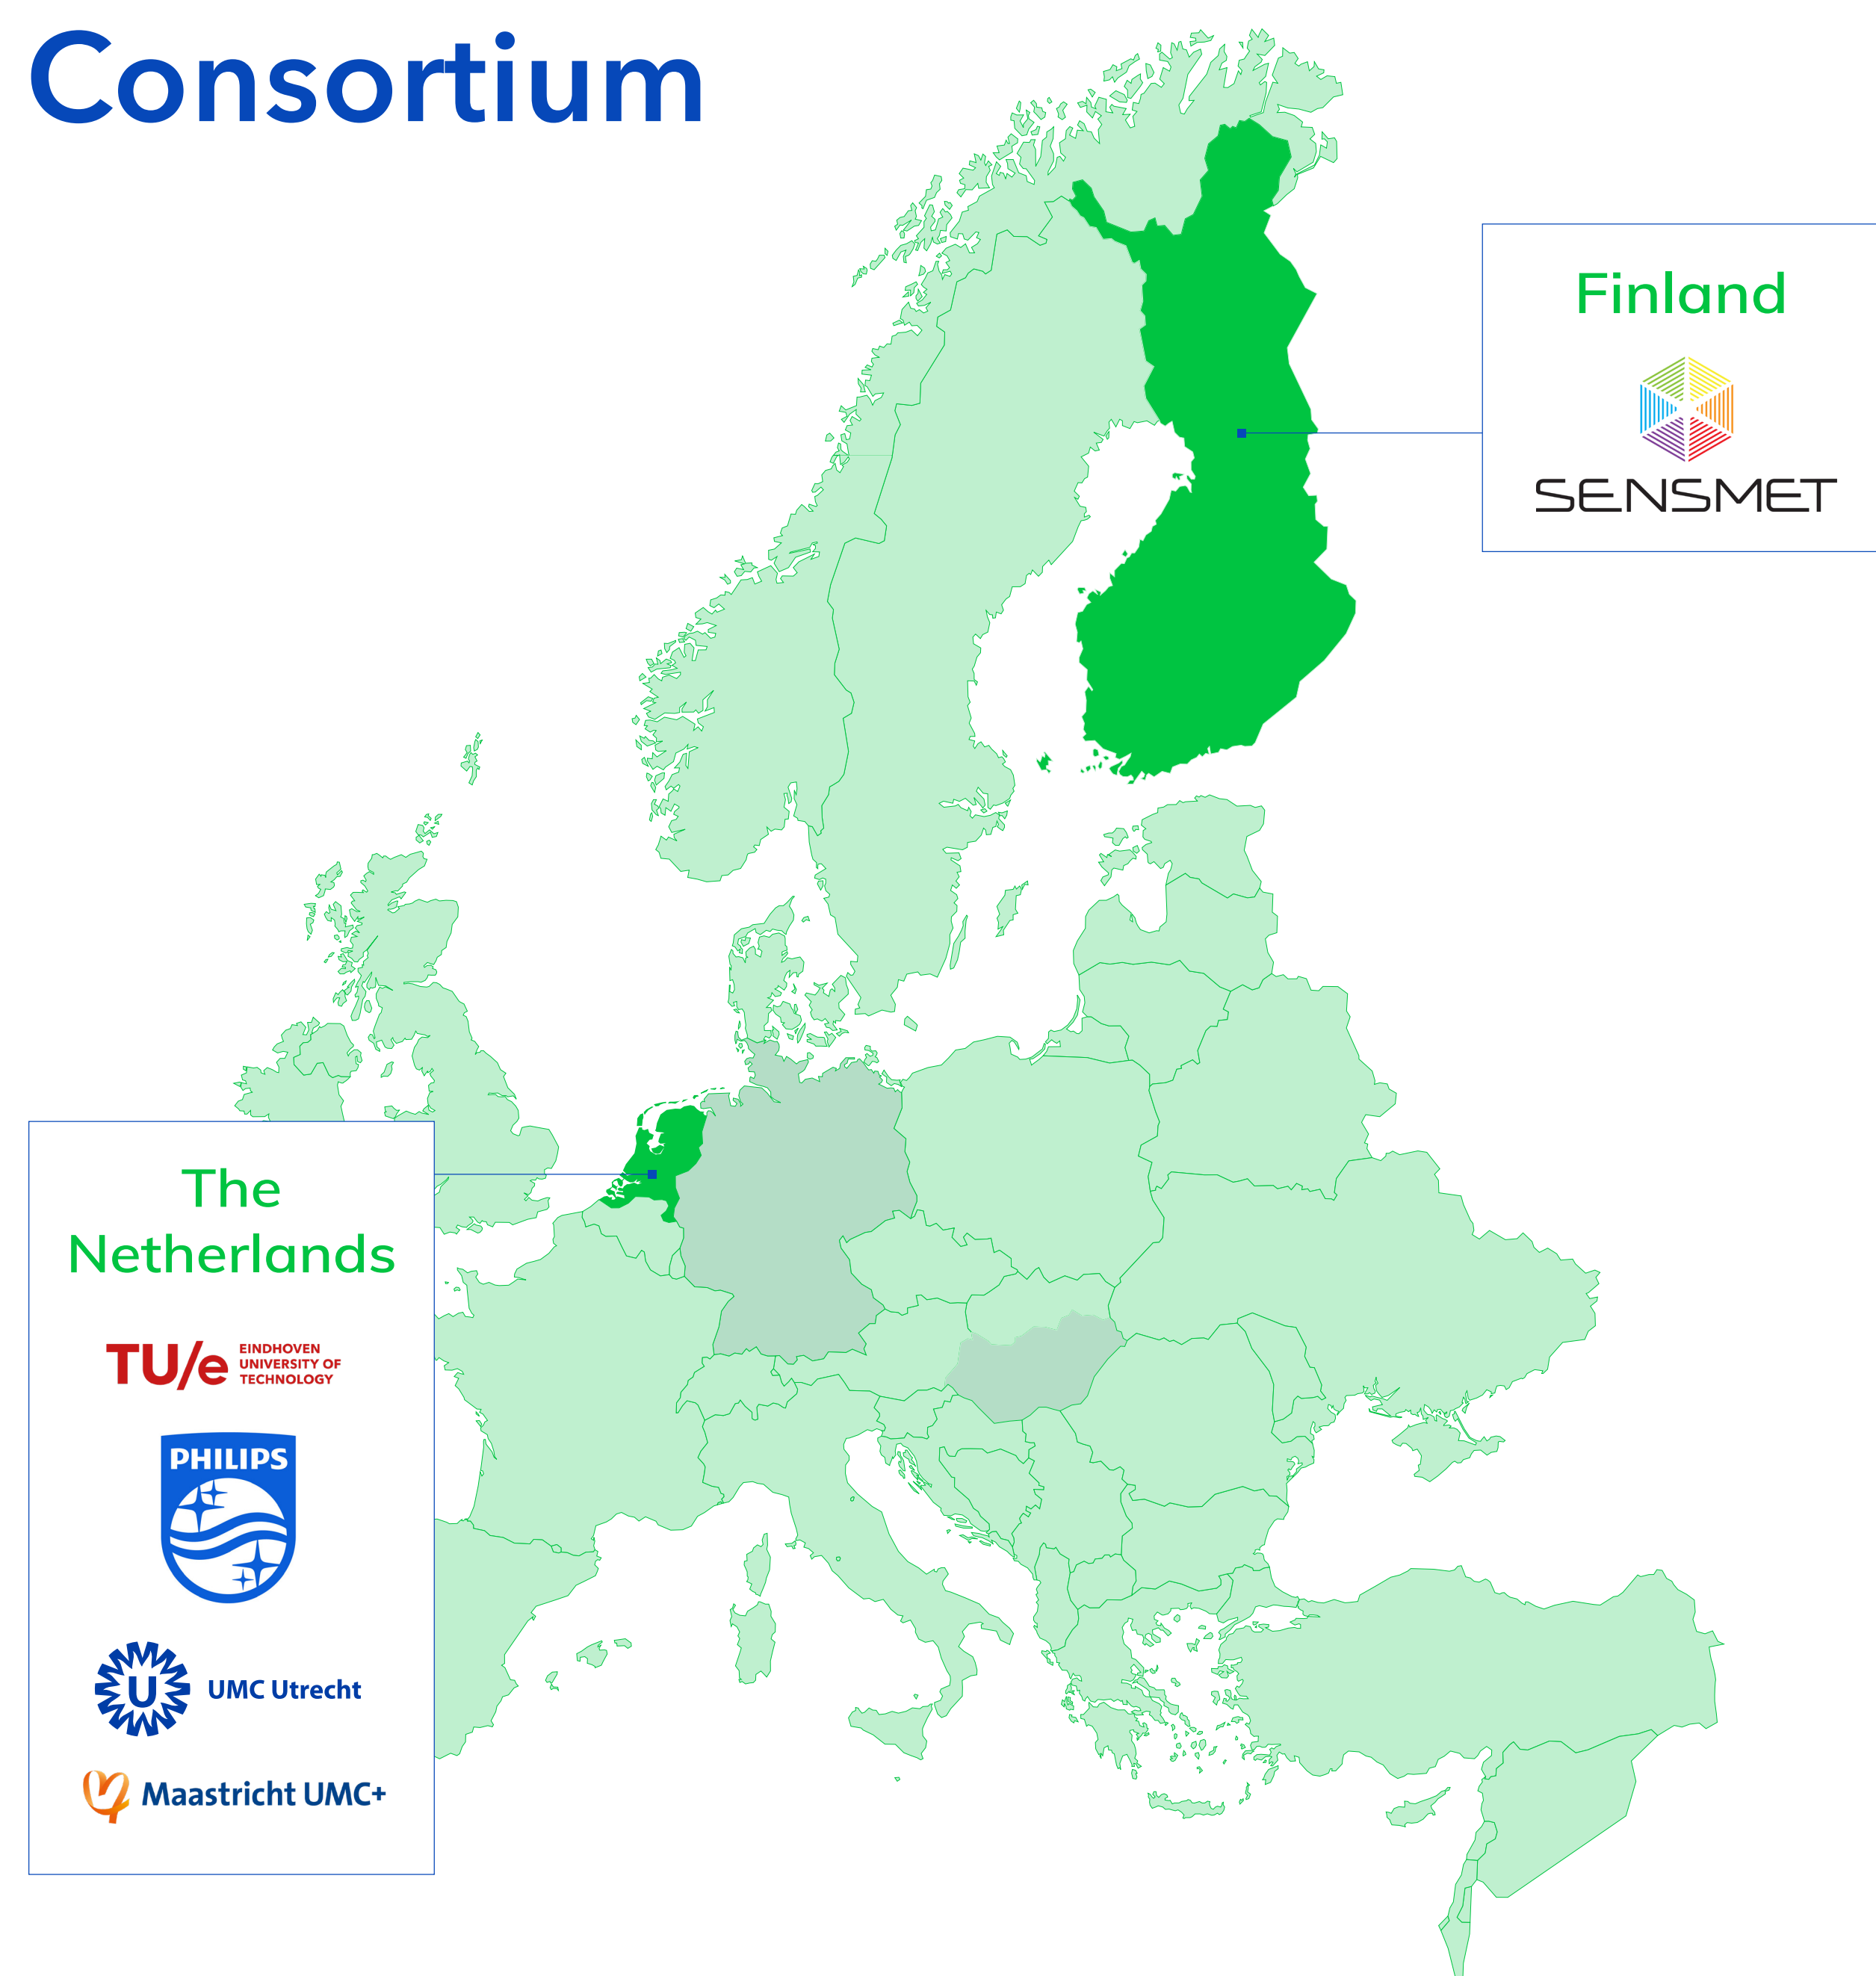 Consortium
Finland
SENSMET
The
Netherlands
TU/e EINDHOVEN
UNIVERSITY OF
TECHNOLOGY
PHILIPS
U UMC Utrecht
Maastricht UMC+